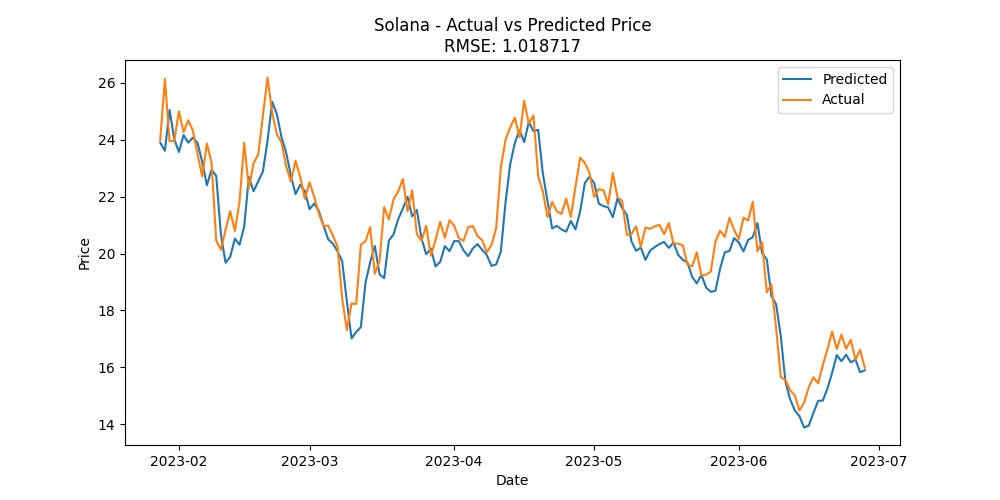 Solana - Actual vs Predicted Price
RMSE: 1.018717
Predicted
Actual
Price
26
24
22
20
18
16
14
2023-02 2023-03 2023-04 2023-05 2023-06 2023-07
Date